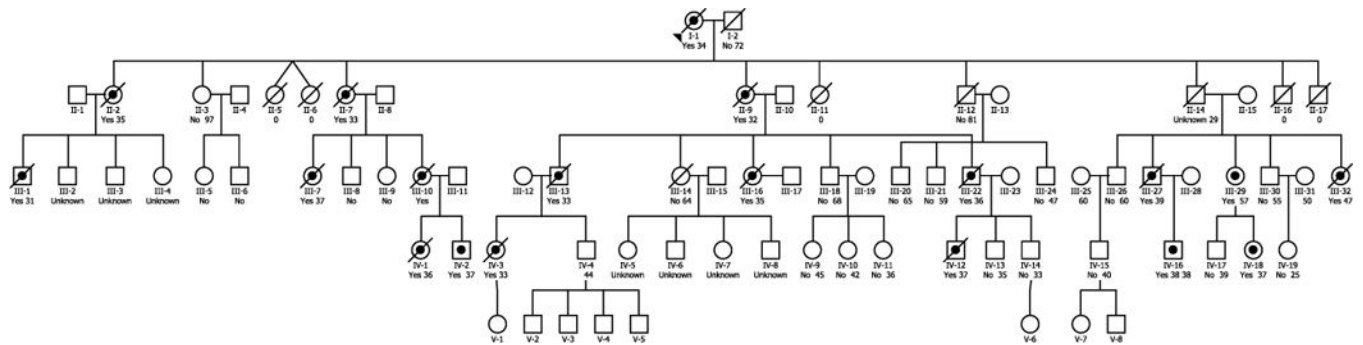 I-1 I-2
Yes 34 No 72
II-1 II-2 II-3 II-4 II-5 II-6 II-7 II-8 II-9 II-10 II-11 II-12 II-13 II-14 II-15 II-16 II-17
Yes 35 No 97 0 0 Yes 33 Yes 32 0 No 81 Unknown 29 0 0
III-1 III-2 III-3 III-4 III-5 III-6 III-7 III-8 III-9 III-10 III-11 III-12 III-13 III-14 III-15 III-16 III-17 III-18 III-19 III-20 III-21 III-22 III-23 III-24 III-25 III-26 III-27 III-28 III-29 III-30 III-31 III-32
Yes 31 Unknown Unknown Unknown No No Yes 37 No No Yes Yes 33 No 64 Yes 35 No 68 No 65 No 59 Yes 36 No 47 60 No 60 Yes 39 Yes 57 No 55 50 Yes 47
IV-1 IV-2 IV-3 IV-4 IV-5 IV-6 IV-7 IV-8 IV-9 IV-10 IV-11 IV-12 IV-13 IV-14 IV-15 IV-16 IV-17 IV-18 IV-19
Yes 36 Yes 37 Yes 33 44 Unknown Unknown Unknown Unknown No 45 No 42 No 36 Yes 37 No 35 No 33 No 40 Yes 38 38 No 39 Yes 37 No 25
V-1 V-2 V-3 V-4 V-5 V-6 V-7 V-8